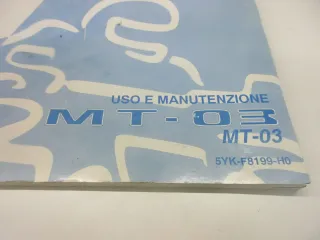 USO E MANUTENZIONE
MT-03
MT-03
5YK-F8199-H0